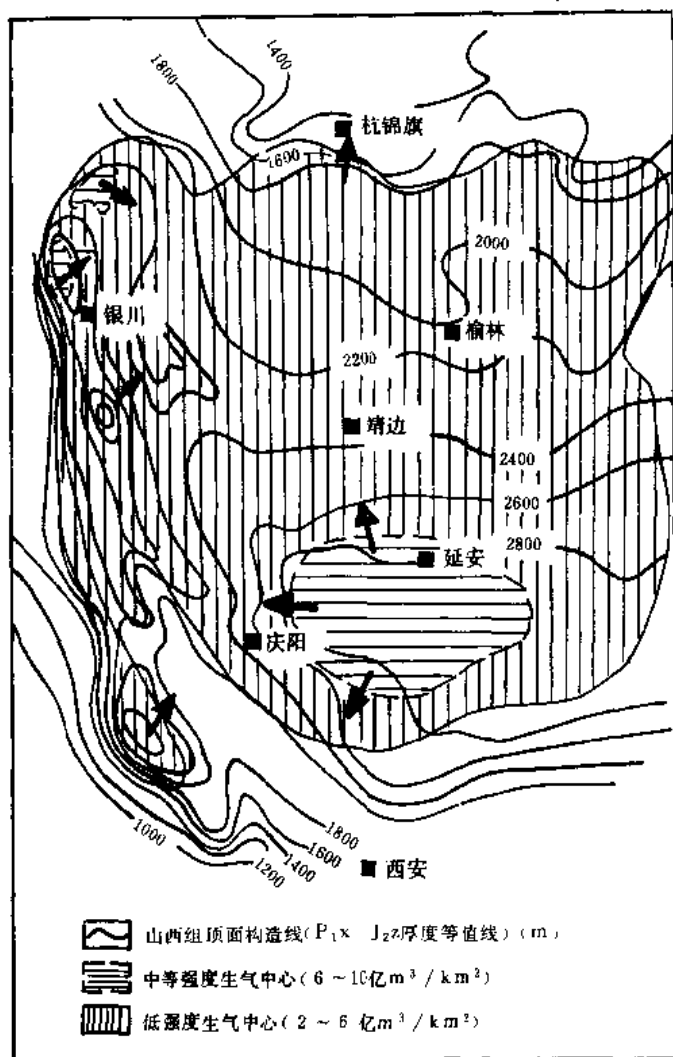 1400
1800
杭锦旗
1600
2000
银川
榆林
2200
靖边
2400
2600
2800
延安
庆阳
1000
1200
1400
1600
1800
西安
山西组顶面构造线(P₁x J₂z厚度等值线)(m)
中等强度生气中心(6～10亿m³/km²)
低强度生气中心(2～6亿m³/km²)